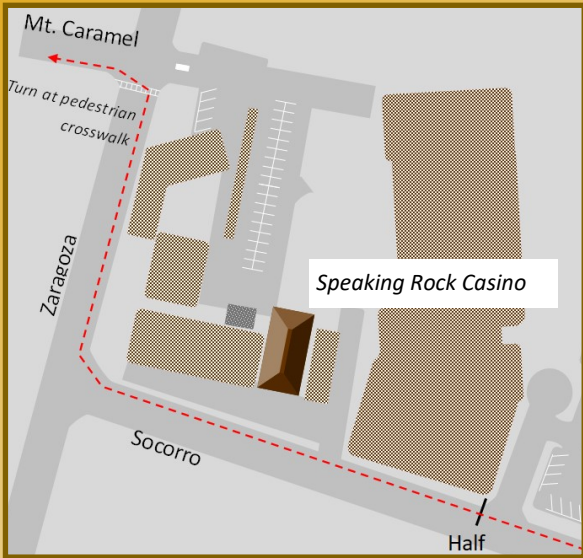 Mt. Caramel
Turn at pedestrian
crosswalk
Zaragoza
Speaking Rock Casino
Socorro
Half